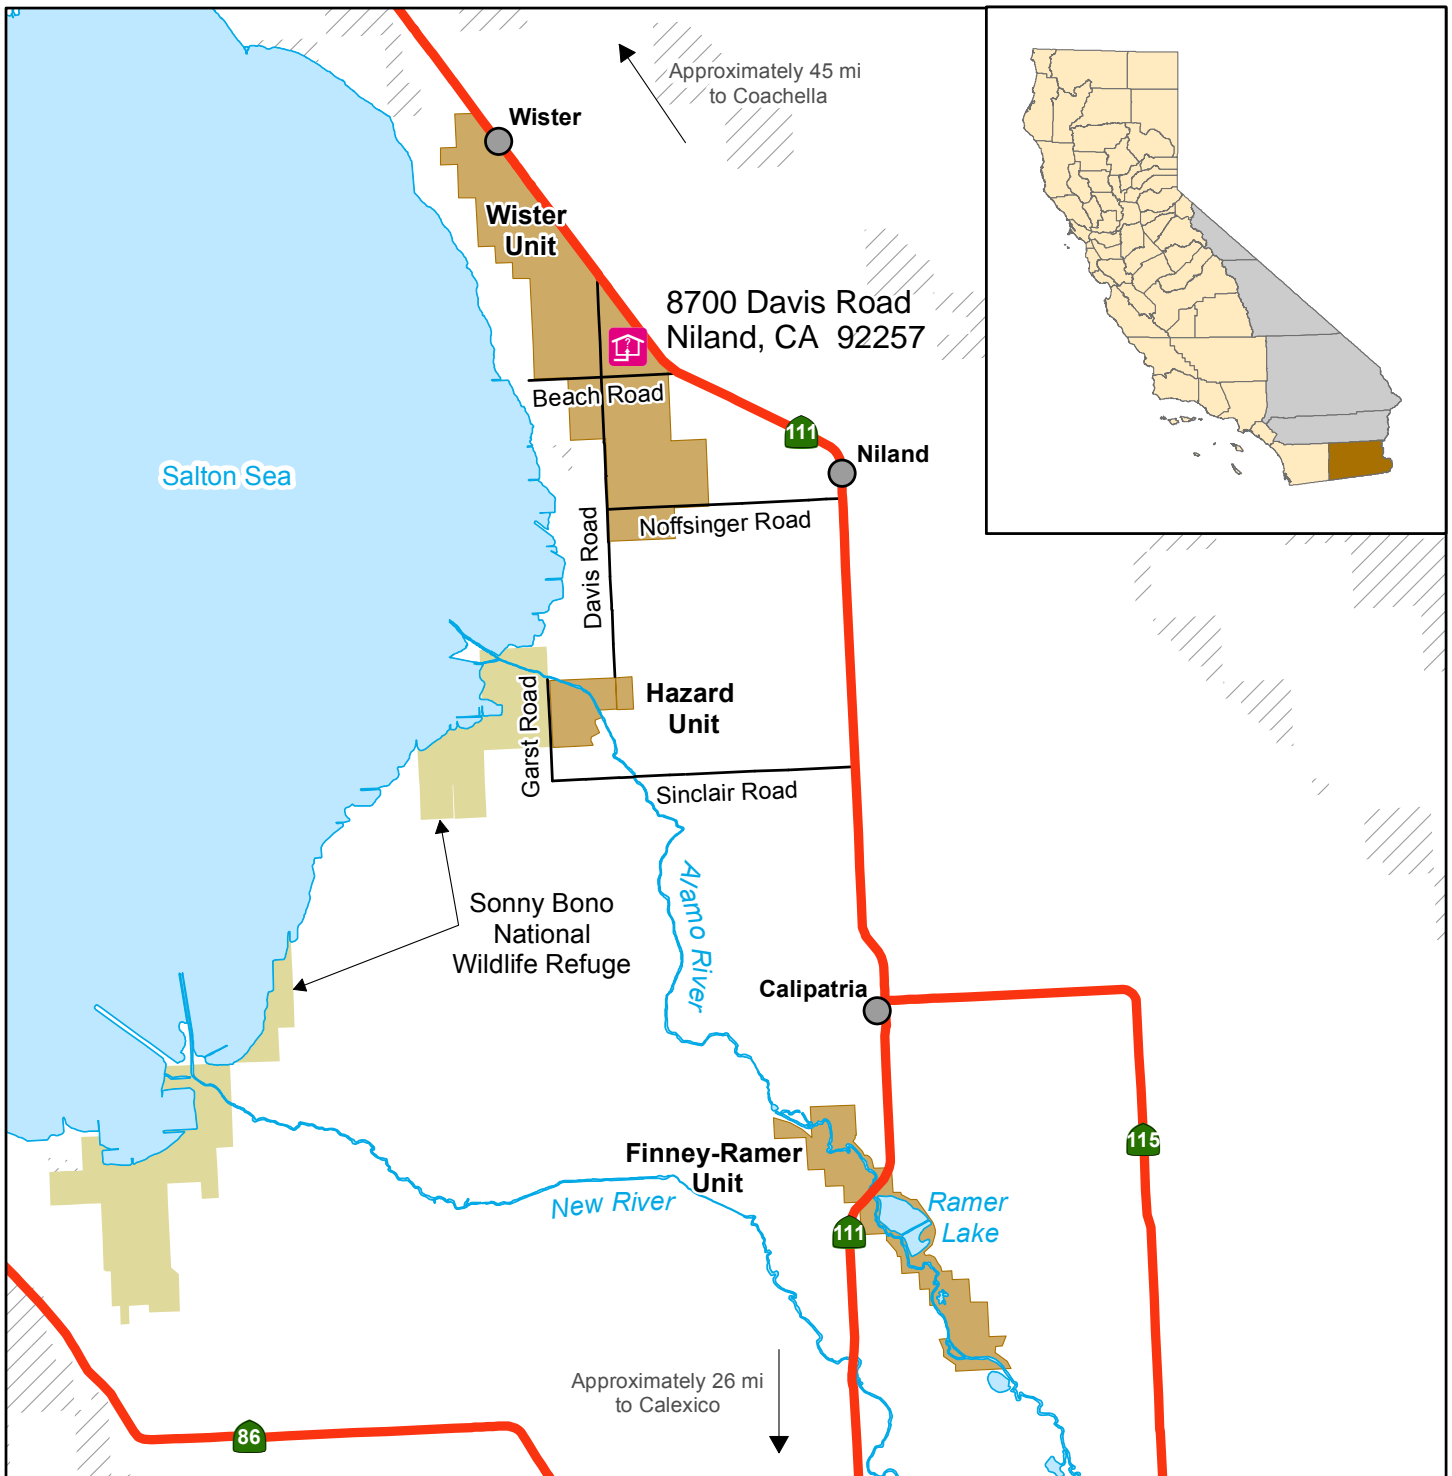 Approximately 45 mi
to Coachella
Wister
Wister
Unit
8700 Davis Road
Niland, CA 92257
?
Beach Road
111
Niland
Salton Sea
Noffsinger Road
Davis Road
Hazard
Unit
Garst Road
Sinclair Road
Alamo River
Sonny Bono
National
Wildlife Refuge
Calipatria
115
Finney-Ramer
Unit
New River
Ramer
Lake
111
Approximately 26 mi
to Calexico
86